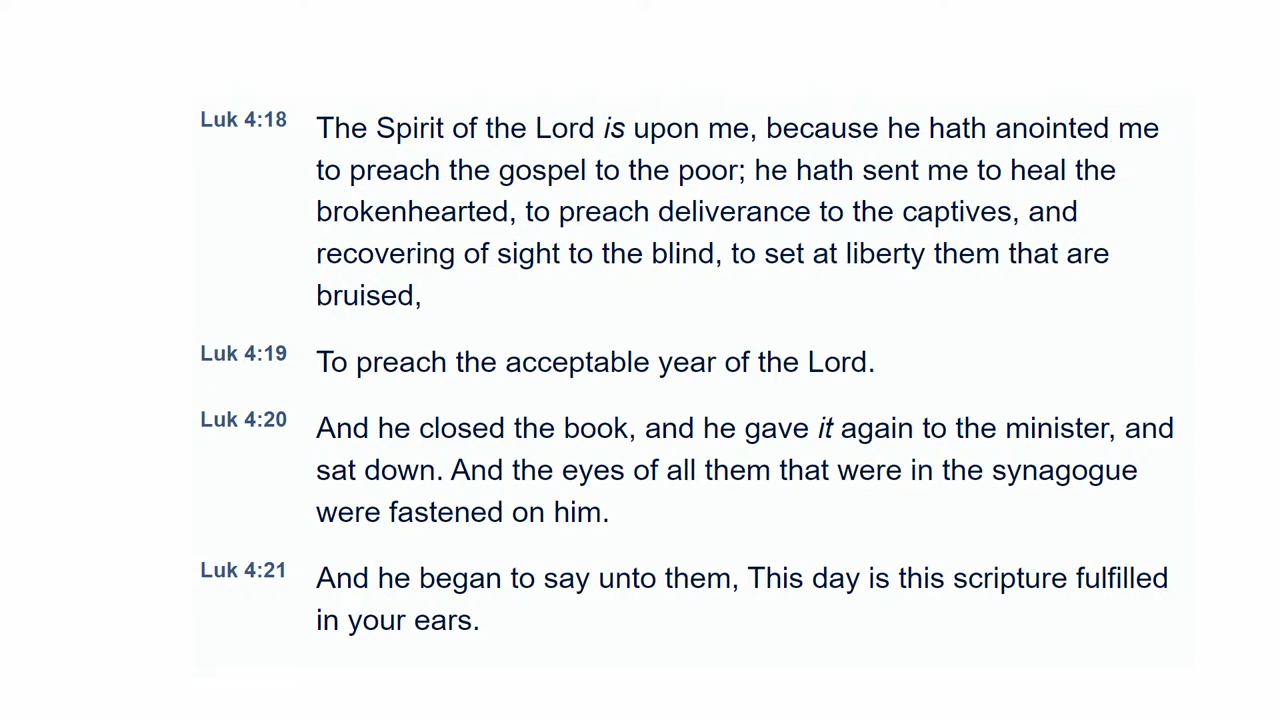 Luk 4:18 The Spirit of the Lord is upon me, because he hath anointed me
to preach the gospel to the poor; he hath sent me to heal the
brokenhearted, to preach deliverance to the captives, and
recovering of sight to the blind, to set at liberty them that are
bruised,
Luk 4:19 To preach the acceptable year of the Lord.
Luk 4:20 And he closed the book, and he gave it again to the minister, and
sat down. And the eyes of all them that were in the synagogue
were fastened on him.
Luk 4:21 And he began to say unto them, This day is this scripture fulfilled
in your ears.